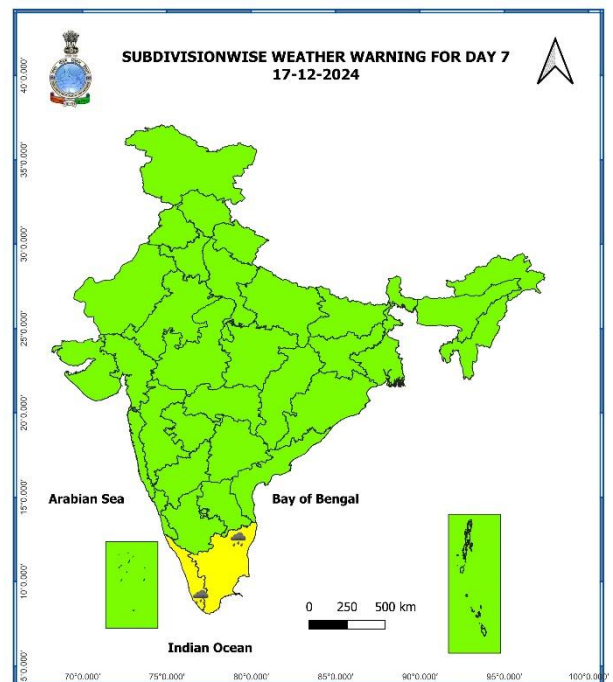 SUBDIVISIONWISE WEATHER WARNING FOR DAY 7
17-12-2024
40°0.000'
35°0.000'
30°0.000'
25°0.000'
20°0.000'
15°0.000'
10°0.000'
5°0.000'
Arabian Sea
Bay of Bengal
0 250 500 km
Indian Ocean
70°0.000' 75°0.000' 80°0.000' 85°0.000' 90°0.000' 95°0.000' 100°0.000'